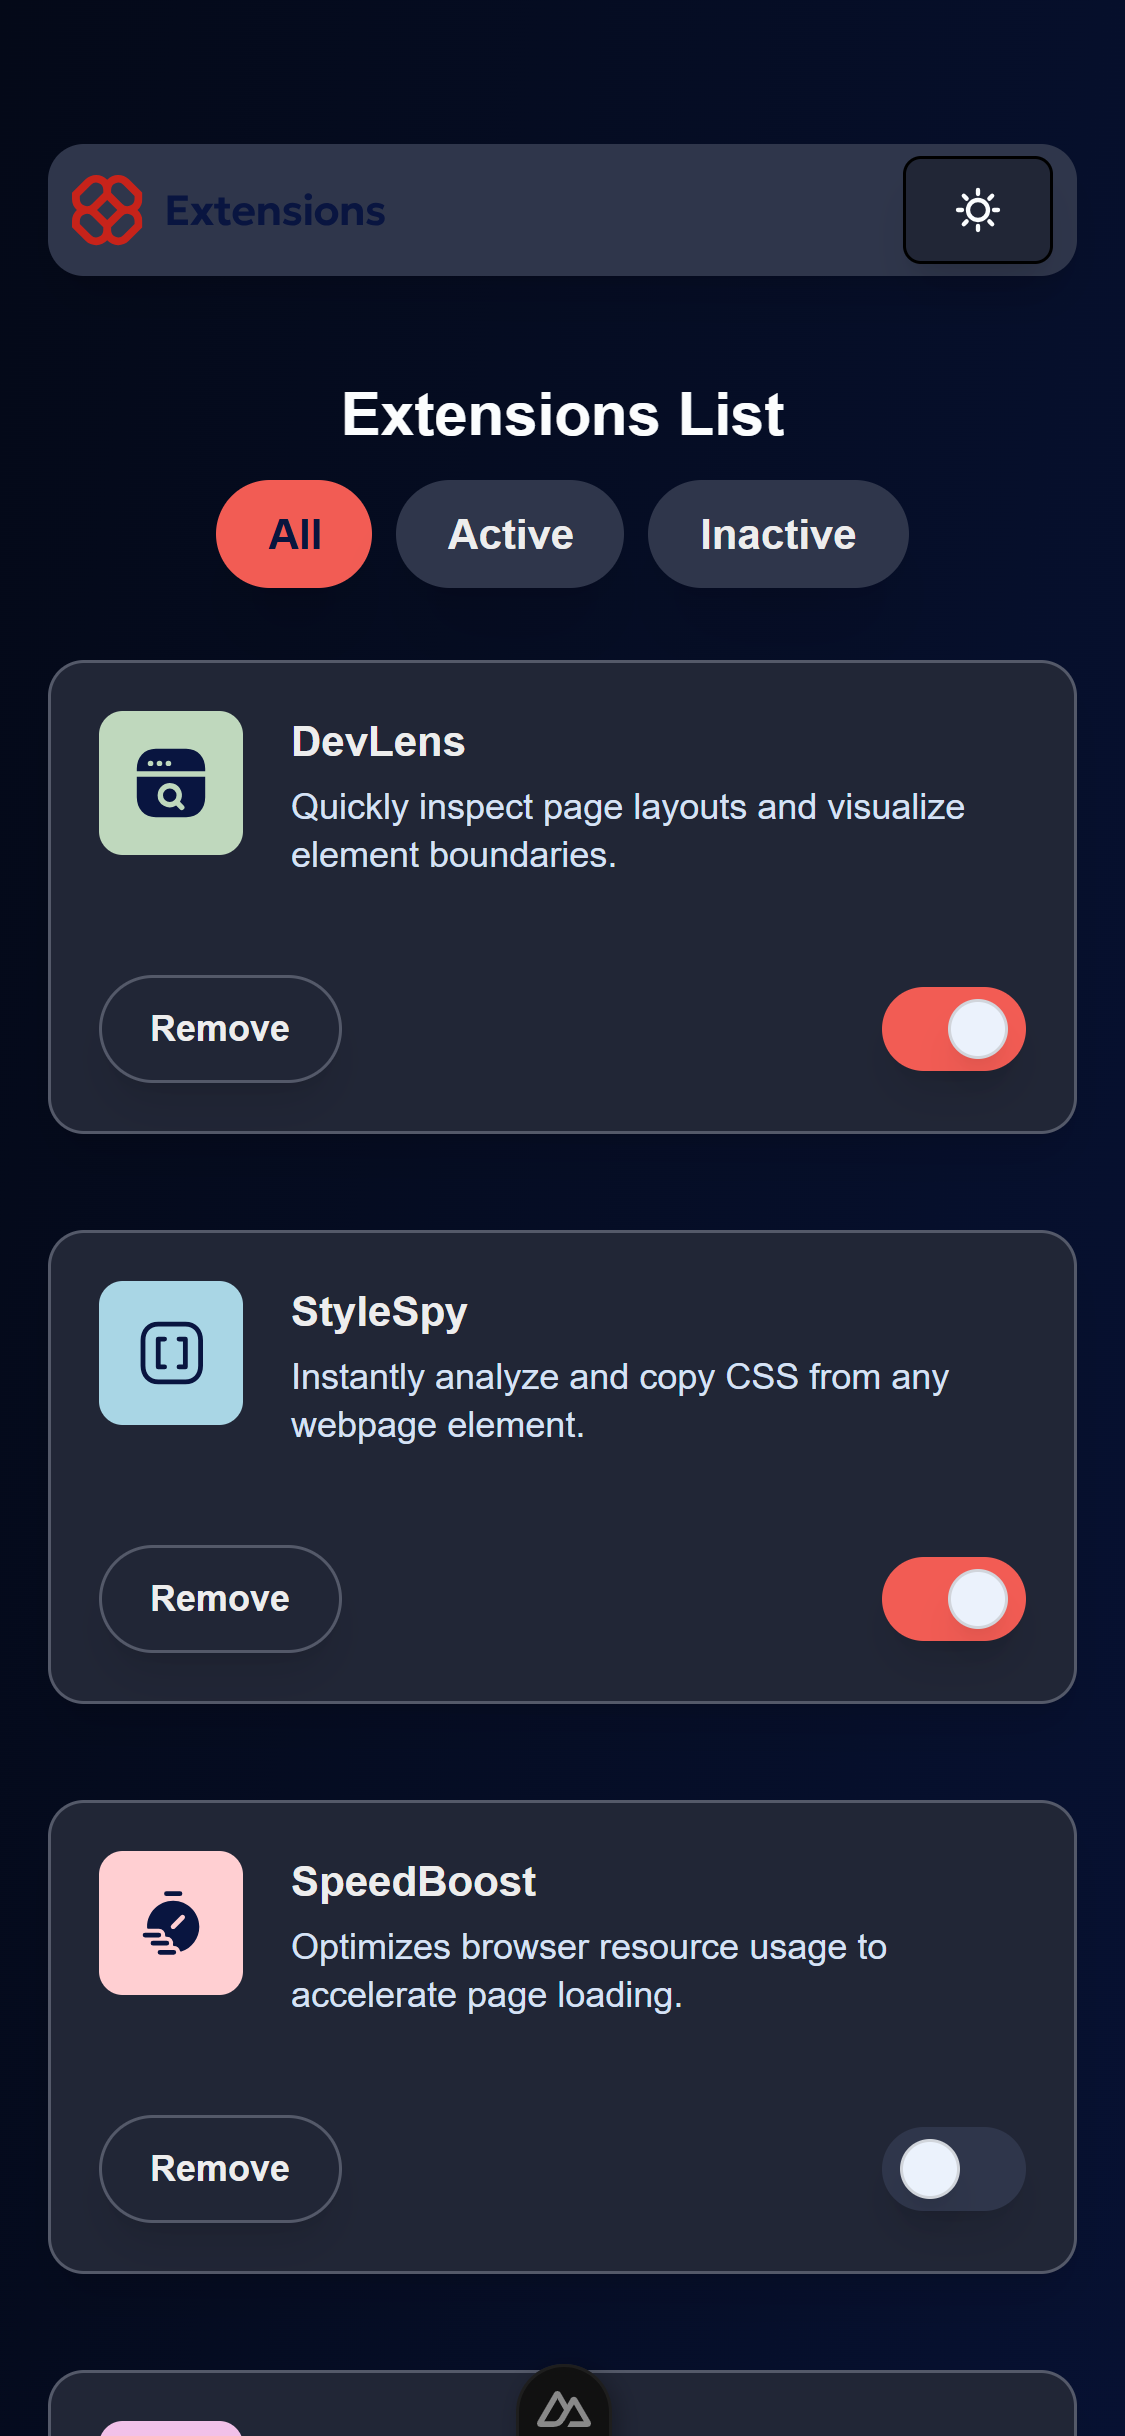 Extensions
Extensions List
All
Active
Inactive
DevLens
Quickly inspect page layouts and visualize
element boundaries.
Remove
StyleSpy
Instantly analyze and copy CSS from any
webpage element.
Remove
SpeedBoost
Optimizes browser resource usage to
accelerate page loading.
Remove